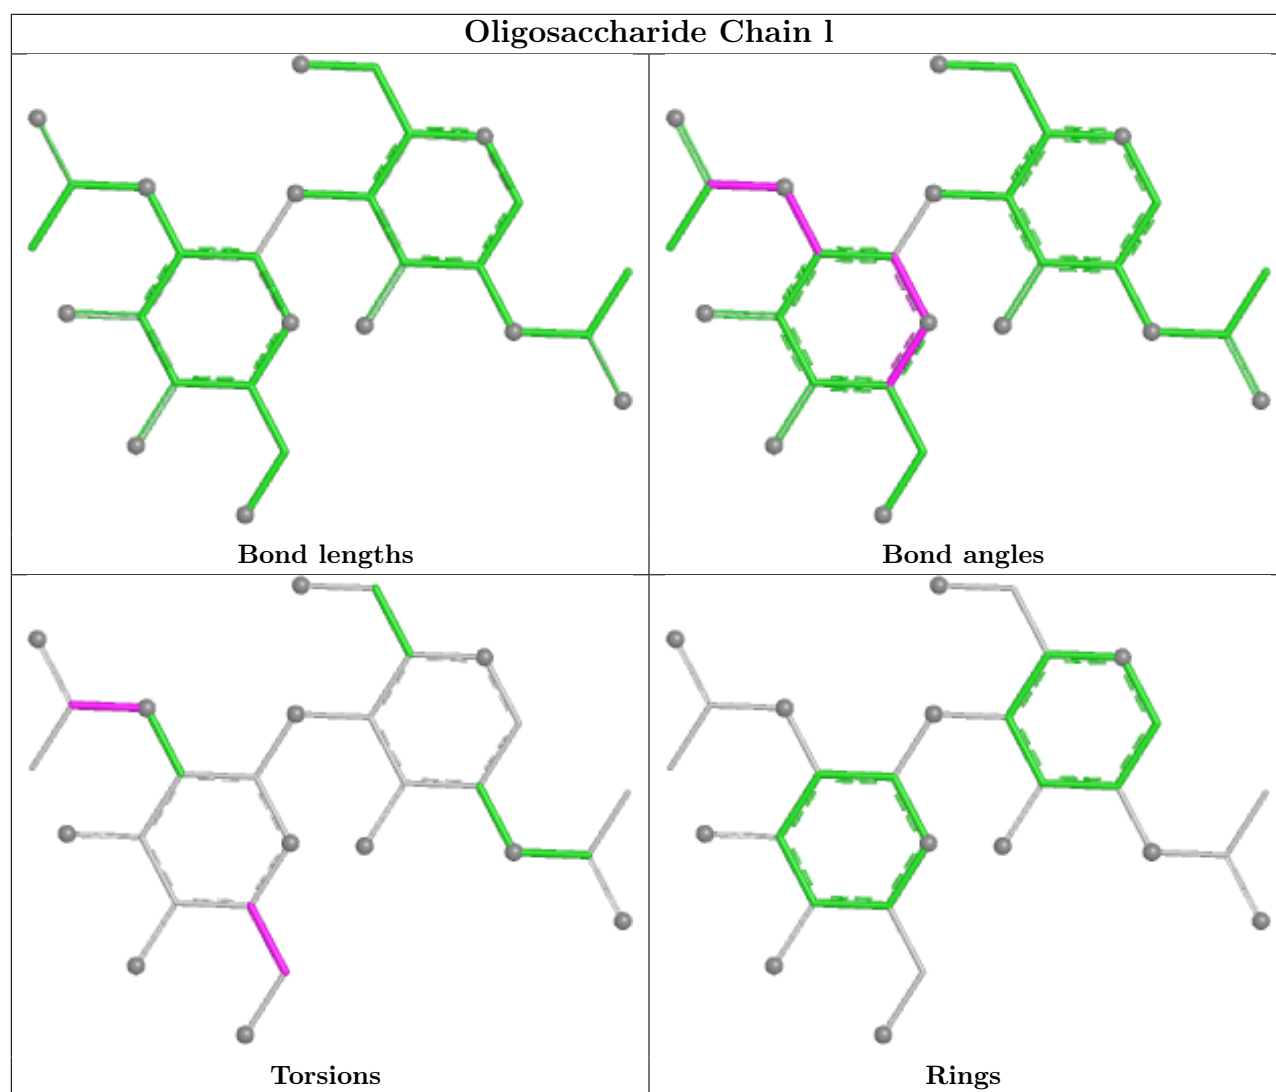 Oligosaccharide Chain l
Bond lengths
Bond angles
Torsions
Rings